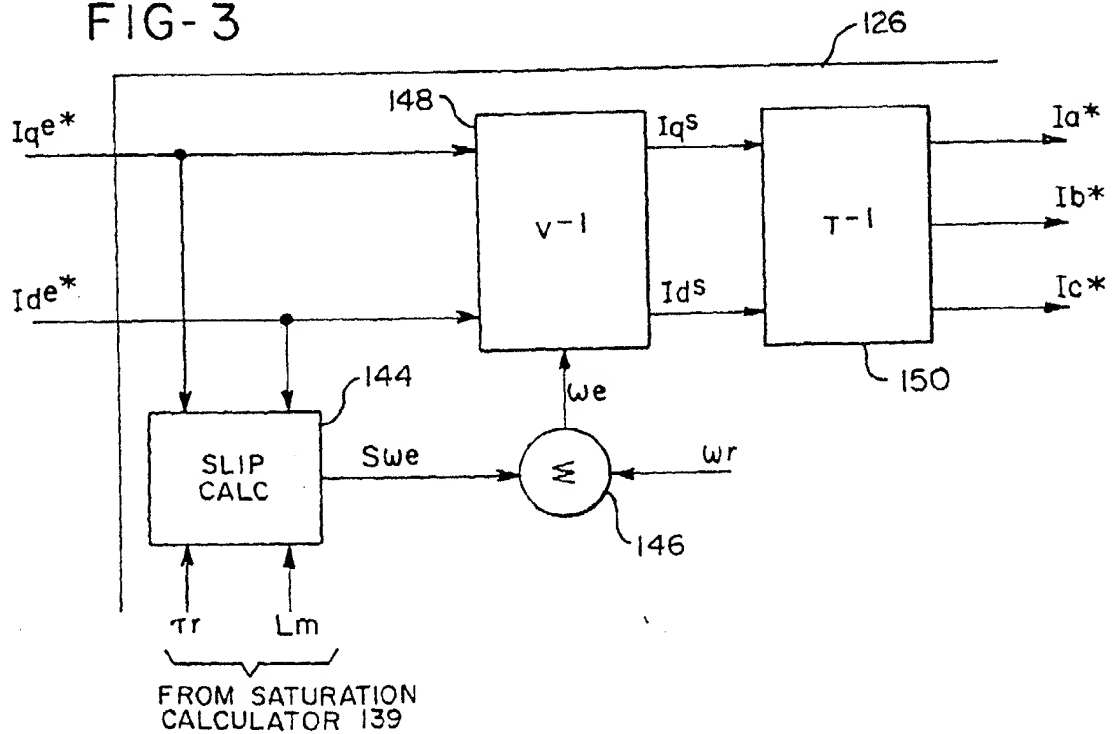 FIG-3
126
148
Iqe*
Iqs
Ia*
V-1
T-1
Ib*
Ide*
Ids
Ic*
144
ωe
150
SLIP
CALC
Sωe
Σ
ωr
146
τr
Lm
FROM SATURATION
CALCULATOR 139